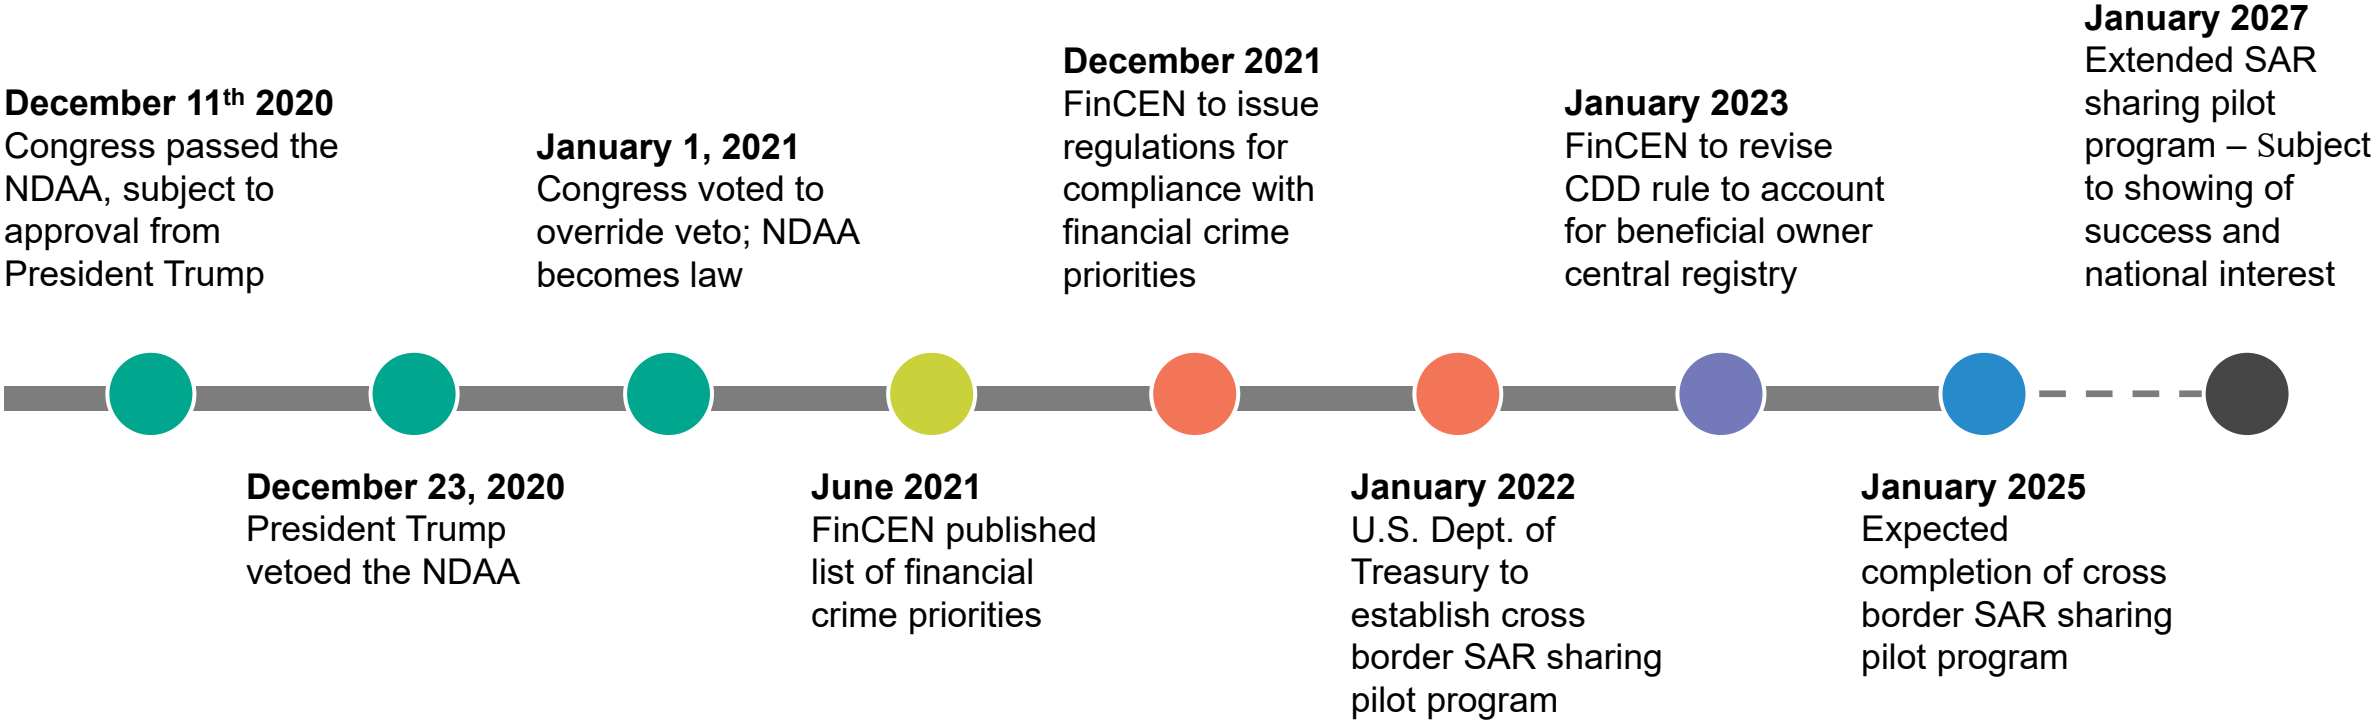 December 11th 2020
Congress passed the
NDAA, subject to
approval from
President Trump
December 23, 2020
President Trump
vetoed the NDAA
January 1, 2021
Congress voted to
override veto; NDAA
becomes law
June 2021
FinCEN published
list of financial
crime priorities
December 2021
FinCEN to issue
regulations for
compliance with
financial crime
priorities
January 2022
U.S. Dept. of
Treasury to
establish cross
border SAR sharing
pilot program
January 2023
FinCEN to revise
CDD rule to account
for beneficial owner
central registry
January 2025
Expected
completion of cross
border SAR sharing
pilot program
January 2027
Extended SAR
sharing pilot
program – Subject
to showing of
success and
national interest